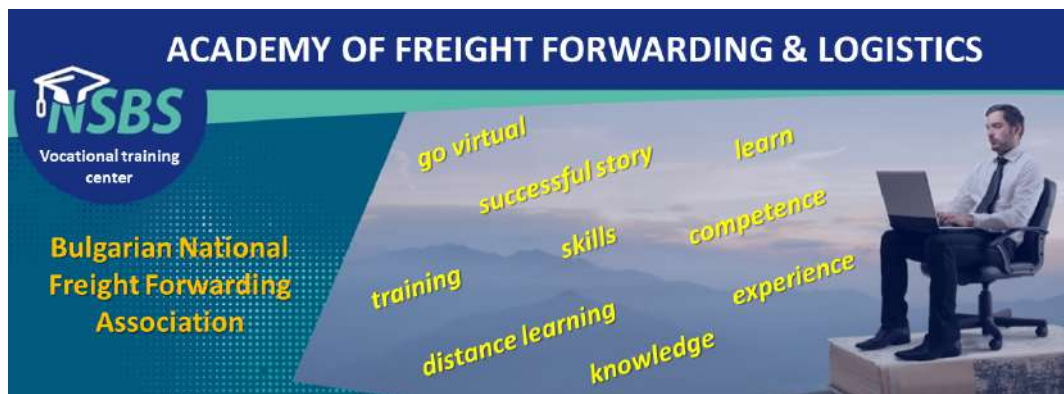 ACADEMY OF FREIGHT FORWARDING & LOGISTICS
NSBS
Vocational training
center
Bulgarian National
Freight Forwarding
Association
go virtual
learn
successful story
competence
skills
training
experience
distance learning
knowledge